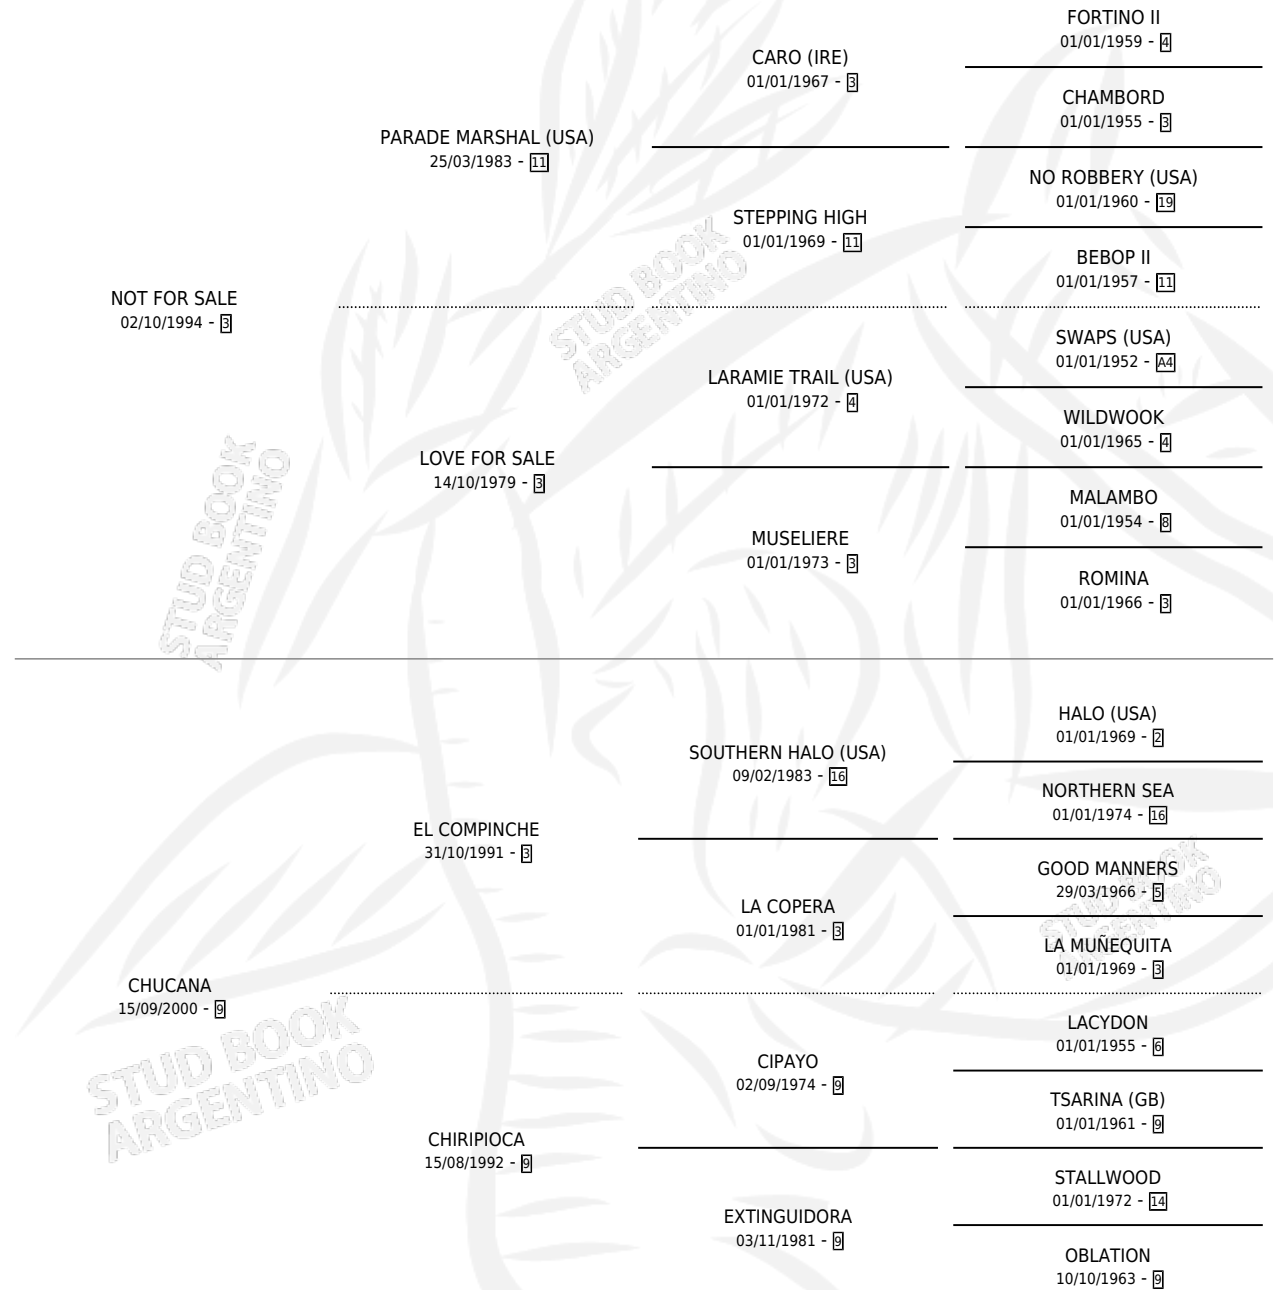 FORTINO II
01/01/1959 - 4
CARO (IRE)
01/01/1967 - 3
CHAMBORD
01/01/1955 - 3
PARADE MARSHAL (USA)
25/03/1983 - 11
NO ROBBERY (USA)
01/01/1960 - 19
STEPPING HIGH
01/01/1969 - 11
BEBOP II
01/01/1957 - 11
NOT FOR SALE
02/10/1994 - 3
SWAPS (USA)
01/01/1952 - A4
LARAMIE TRAIL (USA)
01/01/1972 - 4
WILDWOOK
01/01/1965 - 4
LOVE FOR SALE
14/10/1979 - 3
MALAMBO
01/01/1954 - 8
MUSELIERE
01/01/1973 - 3
ROMINA
01/01/1966 - 3
STUD BOOK
ARGENTINO
STUD BOOK
ARGENTINO
HALO (USA)
01/01/1969 - 2
SOUTHERN HALO (USA)
09/02/1983 - 16
NORTHERN SEA
01/01/1974 - 16
EL COMPINCHE
31/10/1991 - 3
GOOD MANNERS
29/03/1966 - 5
LA COPERA
01/01/1981 - 3
LA MUÑEQUITA
01/01/1969 - 3
CHUCANA
15/09/2000 - 9
LACYDON
01/01/1955 - 6
CIPAYO
02/09/1974 - 9
TSARINA (GB)
01/01/1961 - 9
CHIRIPIOCA
15/08/1992 - 9
STALLWOOD
01/01/1972 - 14
EXTINGUIDORA
03/11/1981 - 9
OBLATION
10/10/1963 - 9
STUD BOOK
ARGENTINO
STUD BOOK
ARGENTINO